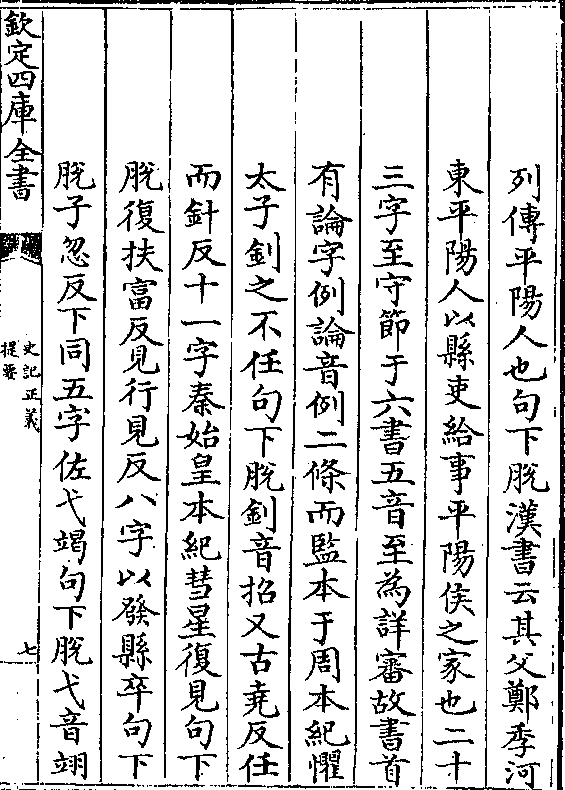 列傳平陽人也句下脫漢書云其父鄭季河
東平陽人以縣吏給事平陽侯之家也二十
三字至守節于六書五音至為詳審故書首
有論字例論音例二條而監本于周本紀懼
太子釗之不任句下脫釗音招又古堯反任
而針反十一字秦始皇本紀彗星復見句下
脫復扶富反見行見反八字以發縣卒句下
脫子忽反下同五字佐弋竭句下脫弋音翊
欽定四庫全書
史記正義
提要
七